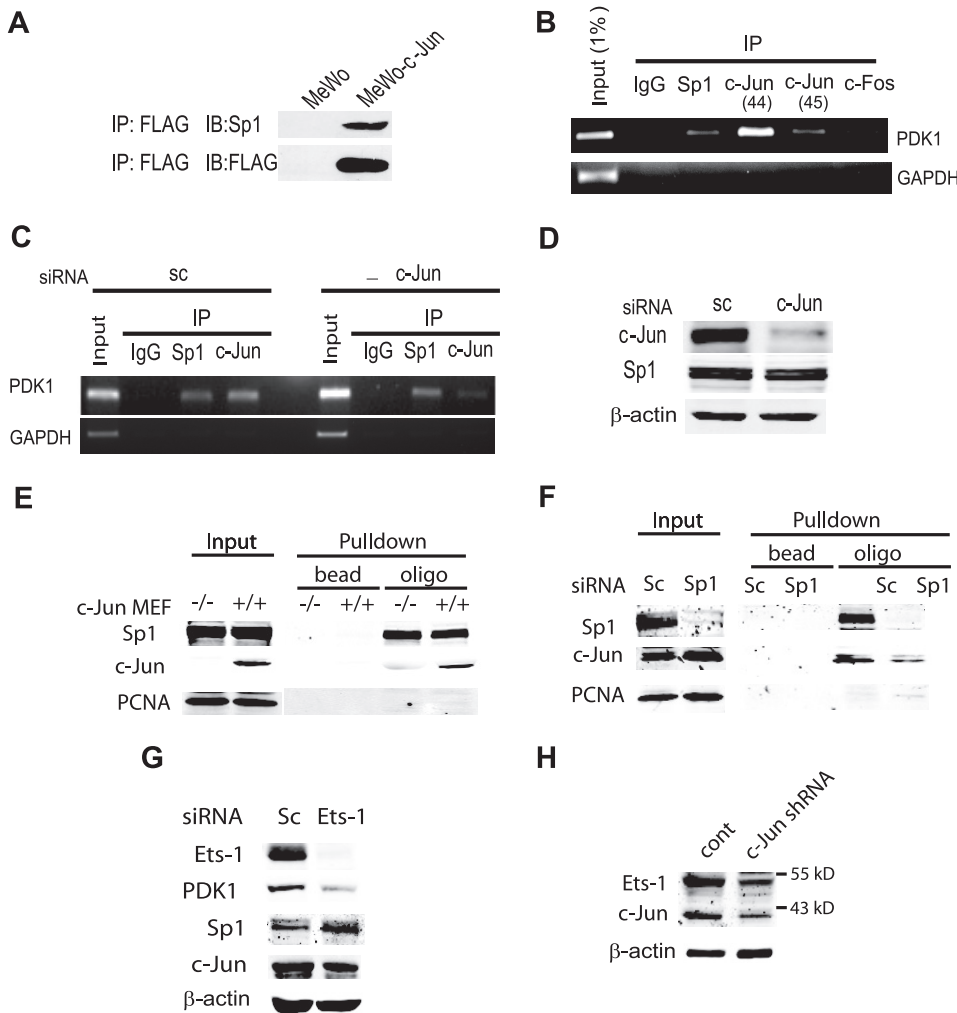 A
MeWo
MeWo-c-Jun
IP: FLAG IB:Sp1
IP: FLAG IB:FLAG
B
Input (1%)
IP
IgG Sp1 c-Jun c-Jun c-Fos
(44) (45)
PDK1
GAPDH
C
siRNA sc – c-Jun
Input IP Input IP
IgG Sp1 c-Jun IgG Sp1 c-Jun
PDK1
GAPDH
D
siRNA sc c-Jun
c-Jun
Sp1
β-actin
E
Input Pulldown
bead oligo
c-Jun MEF -/- +/+ -/- +/+ -/- +/+
Sp1
c-Jun
PCNA
F
Input Pulldown
bead oligo
siRNA Sc Sp1 Sc Sp1 Sc Sp1
Sp1
c-Jun
PCNA
G
siRNA Sc Ets-1
Ets-1
PDK1
Sp1
c-Jun
β-actin
H
cont
c-Jun shRNA
Ets-1 55 kD
c-Jun 43 kD
β-actin